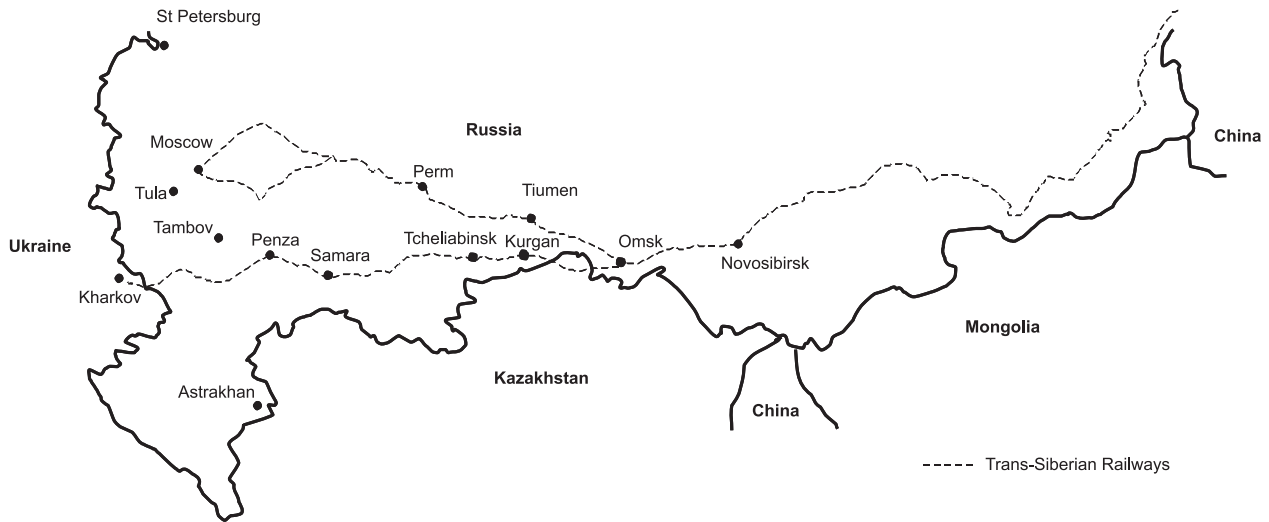 St Petersburg
Russia
Moscow
China
Perm
Tiumen
Tula
Tambov
Penza
Tcheliabinsk
Kurgan
Omsk
Ukraine
Samara
Novosibirsk
Kharkov
Mongolia
Kazakhstan
Astrakhan
China
Trans-Siberian Railways